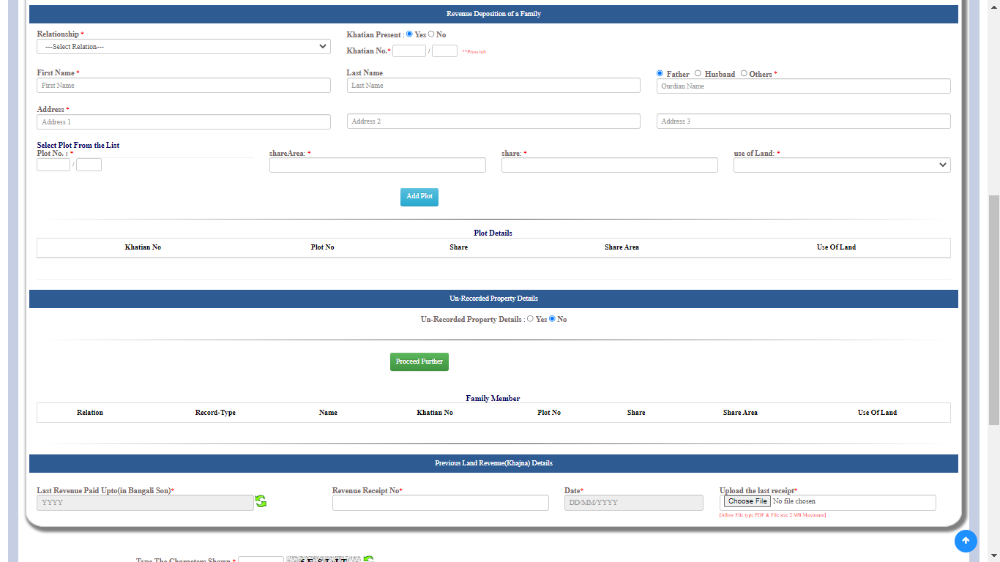 Revenue Deposition of a Family
Relationship *
---Select Relation---
Khatian Present : Yes No
Khatian No.* / **Press tab
First Name *
First Name
Last Name
Last Name
Father Husband Others *
Gurdian Name
Address *
Address 1
Address 2
Address 3
Select Plot From the List
Plot No. : *
/
shareArea: *
share: *
use of Land: *
Add Plot
Plot Details
Khatian No Plot No Share Share Area Use Of Land
Un-Recorded Property Details
Un-Recorded Property Details : Yes No
Proceed Further
Family Member
Relation Record-Type Name Khatian No Plot No Share Share Area Use Of Land
Previous Land Revenue(Khajna) Details
Last Revenue Paid Upto(in Bangali Son)*
YYYY
Revenue Receipt No*
Date*
DD/MM/YYYY
Upload the last receipt*
Choose File No file chosen
[Allow File type PDF & File size 2 MB Maximum]
Type The Characters Shown *